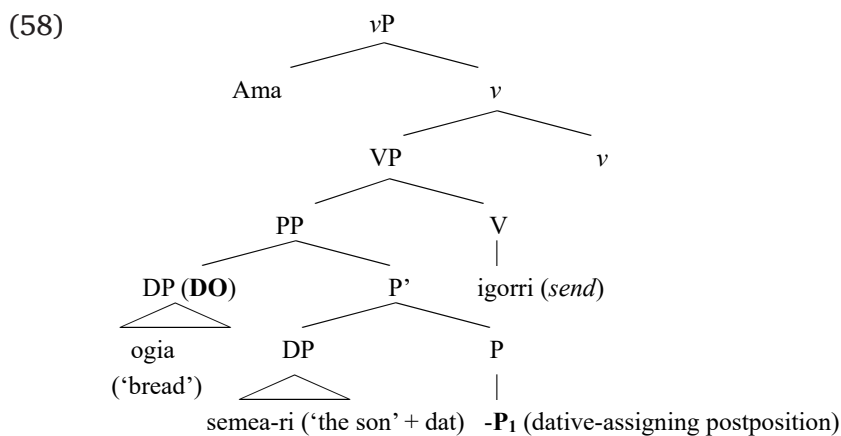 (58)
vP
Ama v
VP v
PP V
DP (DO) P’ igorri (send)
ogia DP P
(‘bread’)
semea-ri (‘the son’ + dat) -P₁ (dative-assigning postposition)